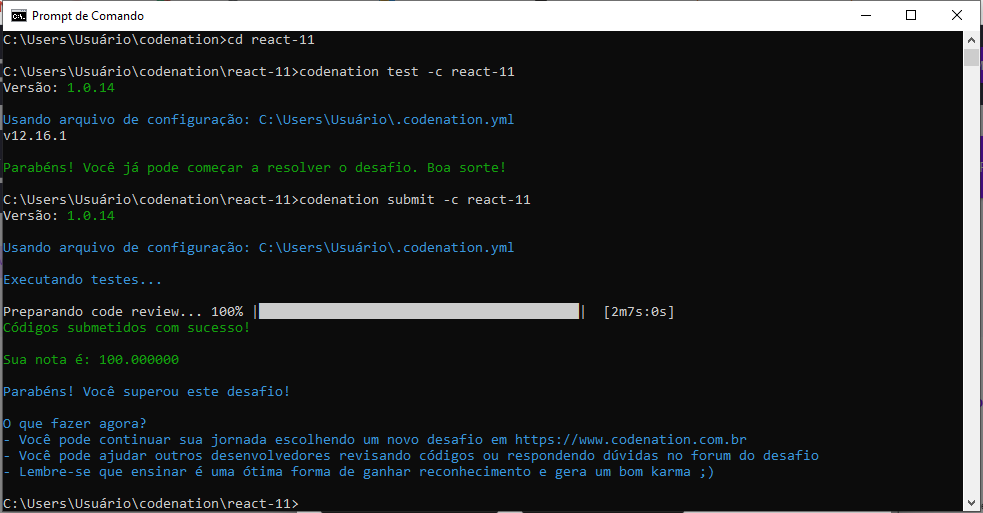 Prompt de Comando
C:\Users\Usuário\codenation>cd react-11
C:\Users\Usuário\codenation\react-11>codenation test -c react-11
Versão: 1.0.14
Usando arquivo de configuração: C:\Users\Usuário\.codenation.yml
v12.16.1
Parabéns! Você já pode começar a resolver o desafio. Boa sorte!
C:\Users\Usuário\codenation\react-11>codenation submit -c react-11
Versão: 1.0.14
Usando arquivo de configuração: C:\Users\Usuário\.codenation.yml
Executando testes...
Preparando code review... 100% | | [2m7s:0s]
Códigos submetidos com sucesso!
Sua nota é: 100.000000
Parabéns! Você superou este desafio!
O que fazer agora?
- Você pode continuar sua jornada escolhendo um novo desafio em https://www.codenation.com.br
- Você pode ajudar outros desenvolvedores revisando códigos ou respondendo dúvidas no forum do desafio
- Lembre-se que ensinar é uma ótima forma de ganhar reconhecimento e gera um bom karma ;)
C:\Users\Usuário\codenation\react-11>